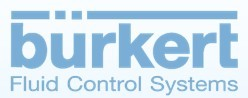 bürkert
Fluid Control Systems